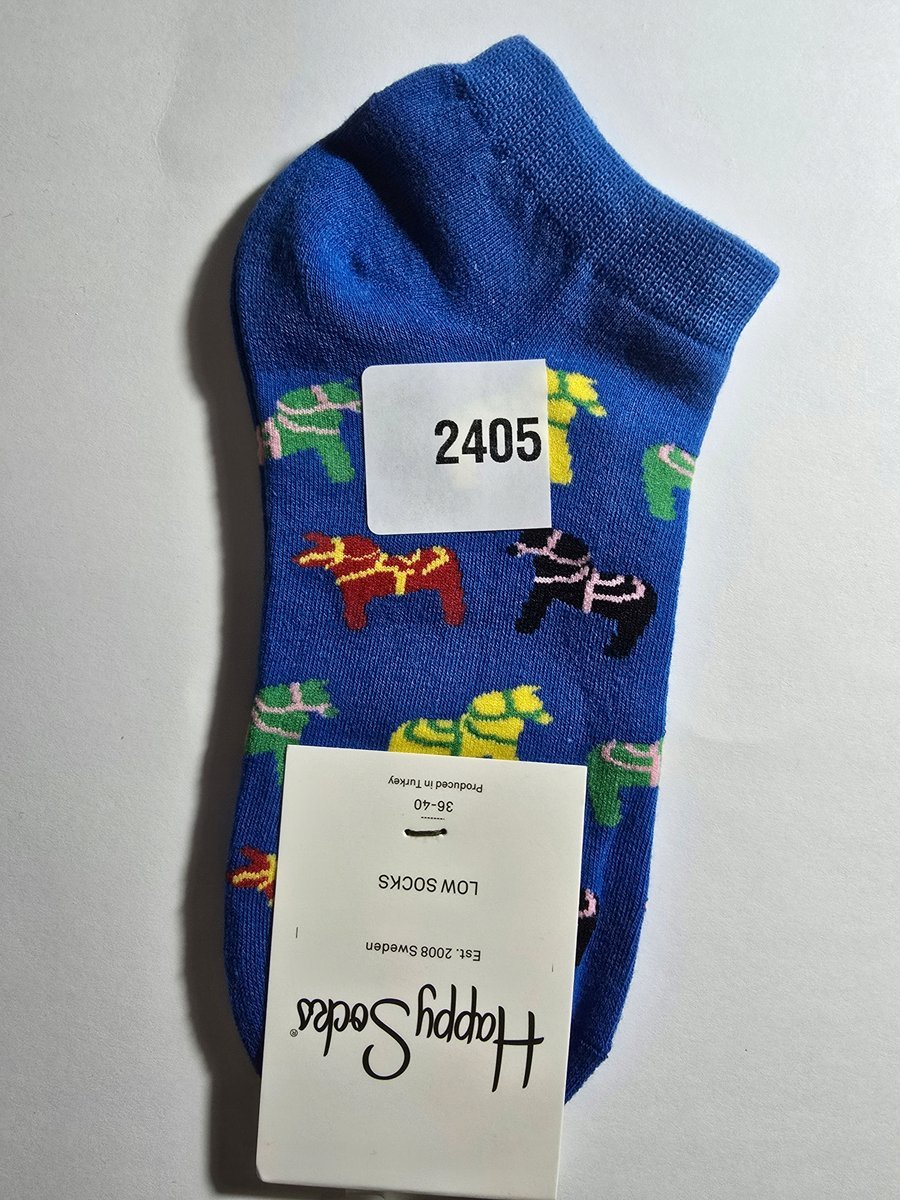 2405
Happy Socks®
Est. 2008 Sweden
LOW SOCKS
36-40
Produced in Turkey